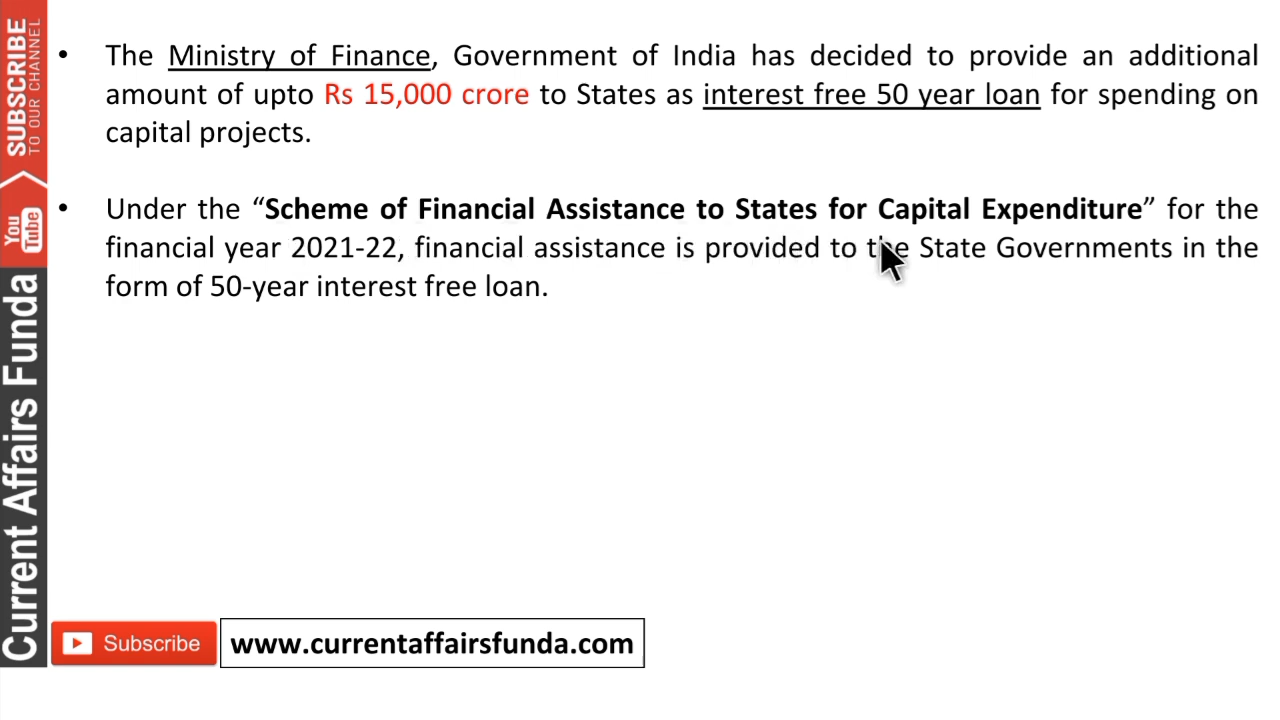 • The Ministry of Finance, Government of India has decided to provide an additional
amount of upto Rs 15,000 crore to States as interest free 50 year loan for spending on
capital projects.
• Under the “Scheme of Financial Assistance to States for Capital Expenditure” for the
financial year 2021-22, financial assistance is provided to the State Governments in the
form of 50-year interest free loan.
SUBSCRIBE
TO OUR CHANNEL
You Tube
Current Affairs Funda
Subscribe
www.currentaffairsfunda.com